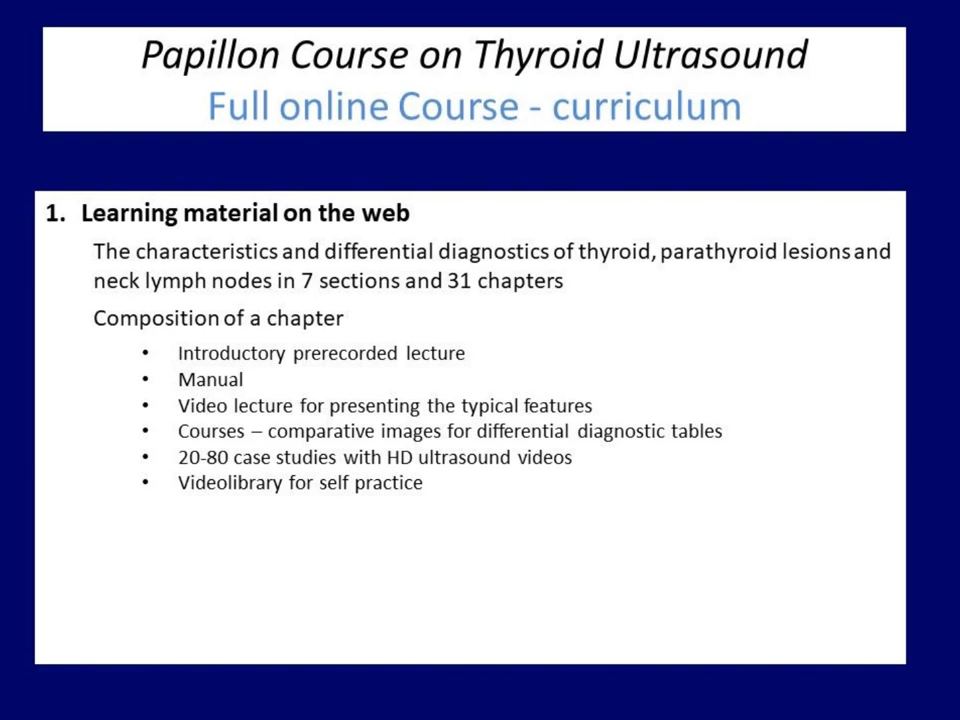 Papillon Course on Thyroid Ultrasound
Full online Course - curriculum
1. Learning material on the web
The characteristics and differential diagnostics of thyroid, parathyroid lesions and
neck lymph nodes in 7 sections and 31 chapters
Composition of a chapter
• Introductory prerecorded lecture
• Manual
• Video lecture for presenting the typical features
• Courses – comparative images for differential diagnostic tables
• 20-80 case studies with HD ultrasound videos
• Videolibrary for self practice